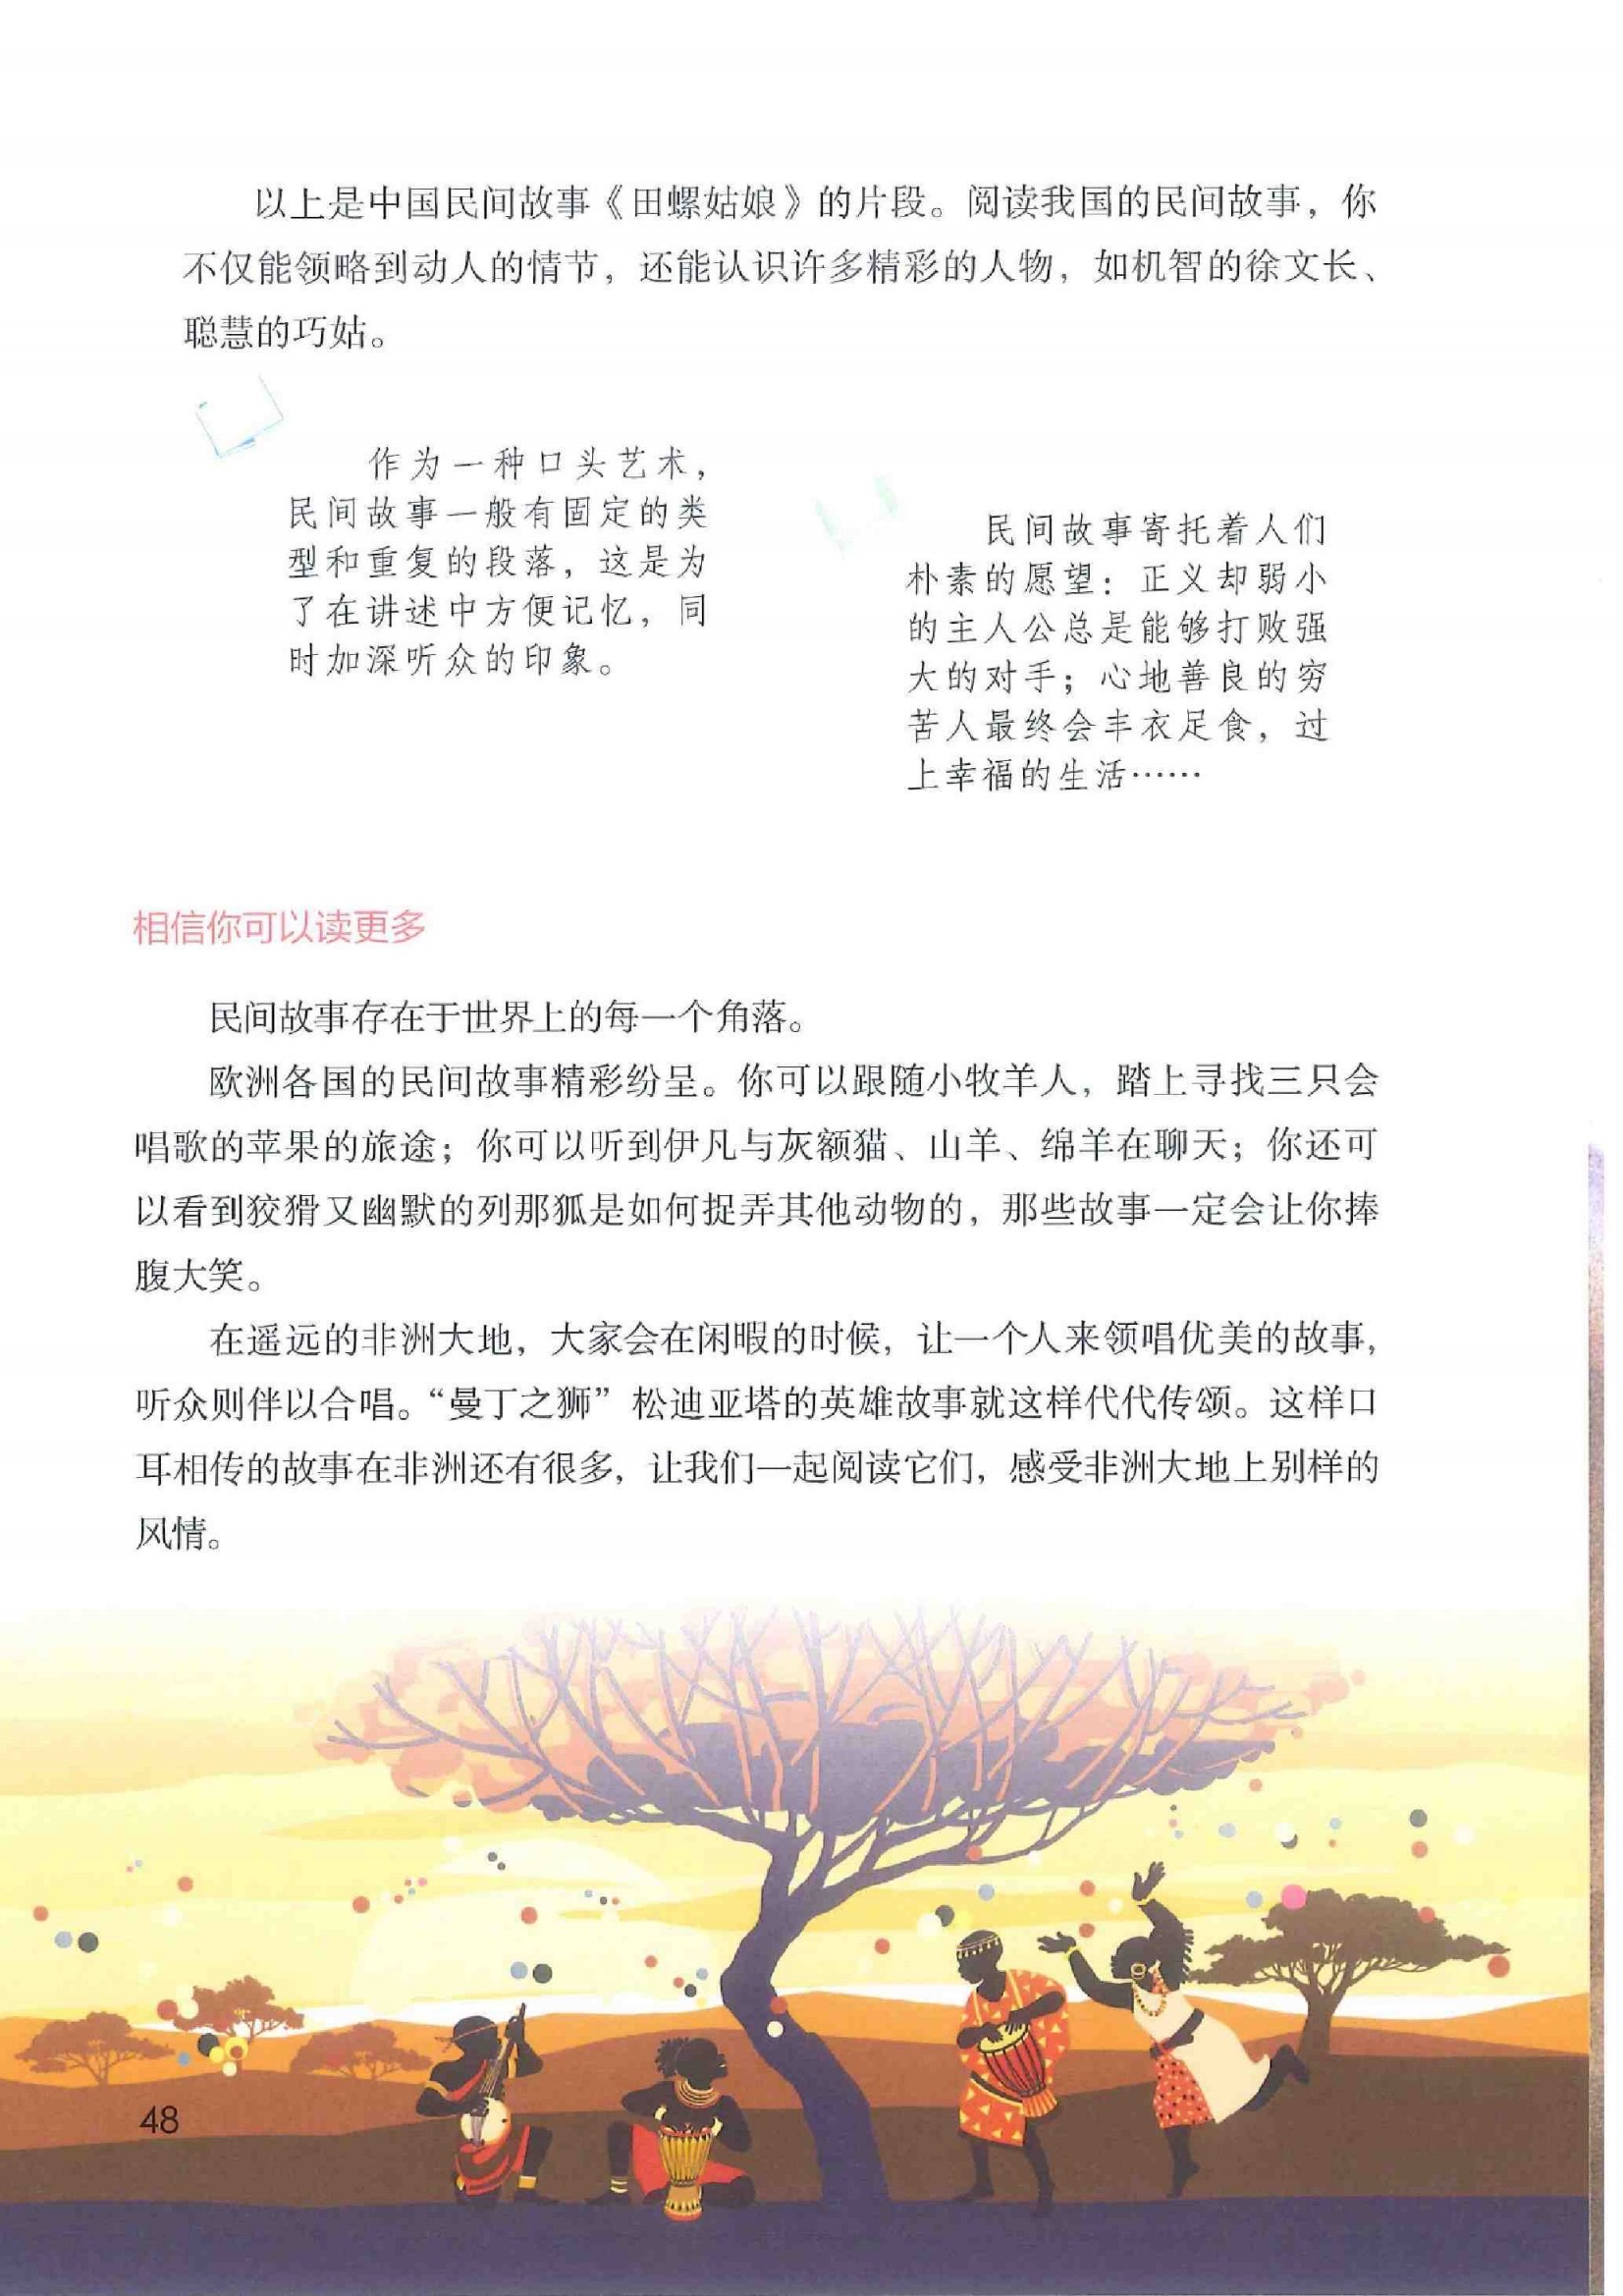 以上是中国民间故事《田螺姑娘》的片段。阅读我国的民间故事，你
不仅能领略到动人的情节，还能认识许多精彩的人物，如机智的徐文长、
聪慧的巧姑。
作为一种口头艺术，
民间故事一般有固定的类
型和重复的段落，这是为
了在讲述中方便记忆，同
时加深听众的印象。
民间故事寄托着人们
朴素的愿望：正义却弱小
的主人公总是能够打败强
大的对手；心地善良的穷
苦人最终会丰衣足食，过
上幸福的生活……
相信你可以读更多
民间故事存在于世界上的每一个角落。
欧洲各国的民间故事精彩纷呈。你可以跟随小牧羊人，踏上寻找三只会
唱歌的苹果的旅途；你可以听到伊凡与灰额猫、山羊、绵羊在聊天；你还可
以看到狡猾又幽默的列那狐是如何捉弄其他动物的，那些故事一定会让你捧
腹大笑。
在遥远的非洲大地，大家会在闲暇的时候，让一个人来领唱优美的故事，
听众则伴以合唱。“曼丁之狮”松迪亚塔的英雄故事就这样代代传颂。这样口
耳相传的故事在非洲还有很多，让我们一起阅读它们，感受非洲大地上别样的
风情。
48